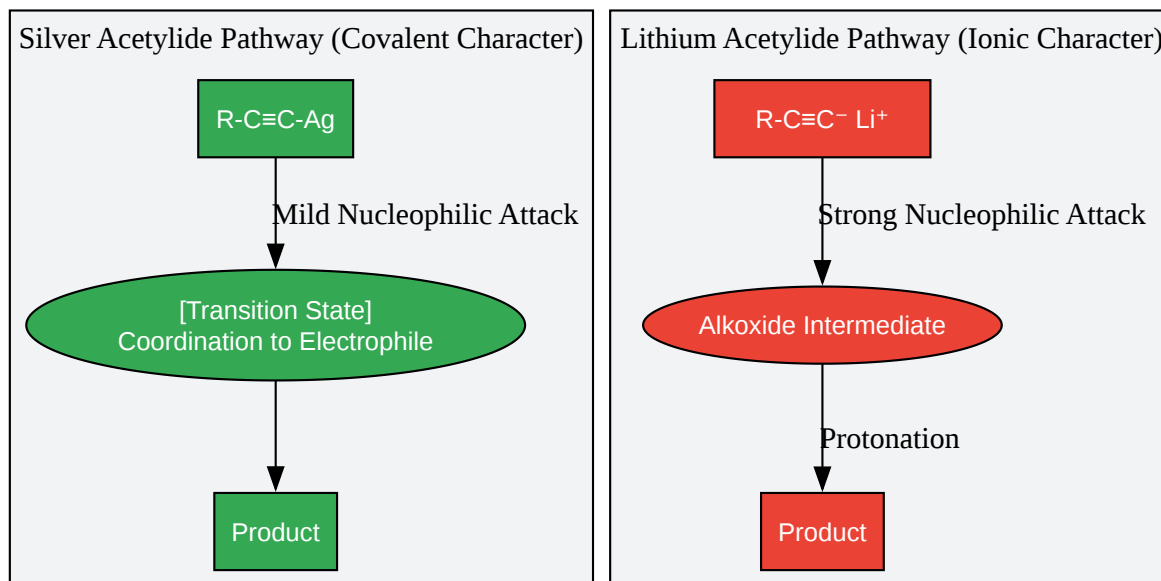 Silver Acetylide Pathway (Covalent Character)
R-C≡C-Ag
Mild Nucleophilic Attack
[Transition State]
Coordination to Electrophile
Product
Lithium Acetylide Pathway (Ionic Character)
R-C≡C⁻ Li⁺
Strong Nucleophilic Attack
Alkoxide Intermediate
Protonation
Product